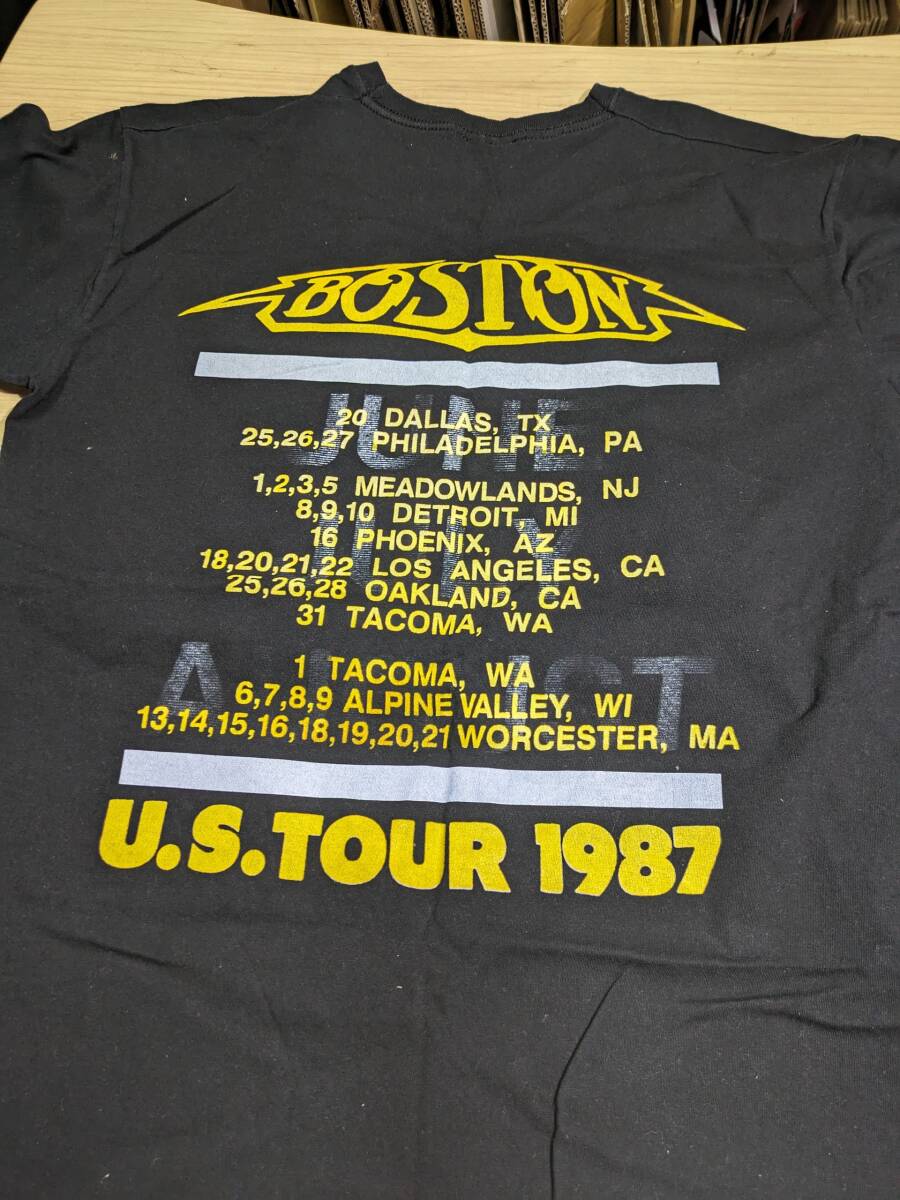 BOSTON
JUNE
20 DALLAS, TX
25,26,27 PHILADELPHIA, PA
JULY
1,2,3,5 MEADOWLANDS, NJ
8,9,10 DETROIT, MI
16 PHOENIX, AZ
18,20,21,22 LOS ANGELES, CA
25,26,28 OAKLAND, CA
31 TACOMA, WA
AUGUST
1 TACOMA, WA
6,7,8,9 ALPINE VALLEY, WI
13,14,15,16,18,19,20,21 WORCESTER, MA
U.S.TOUR 1987